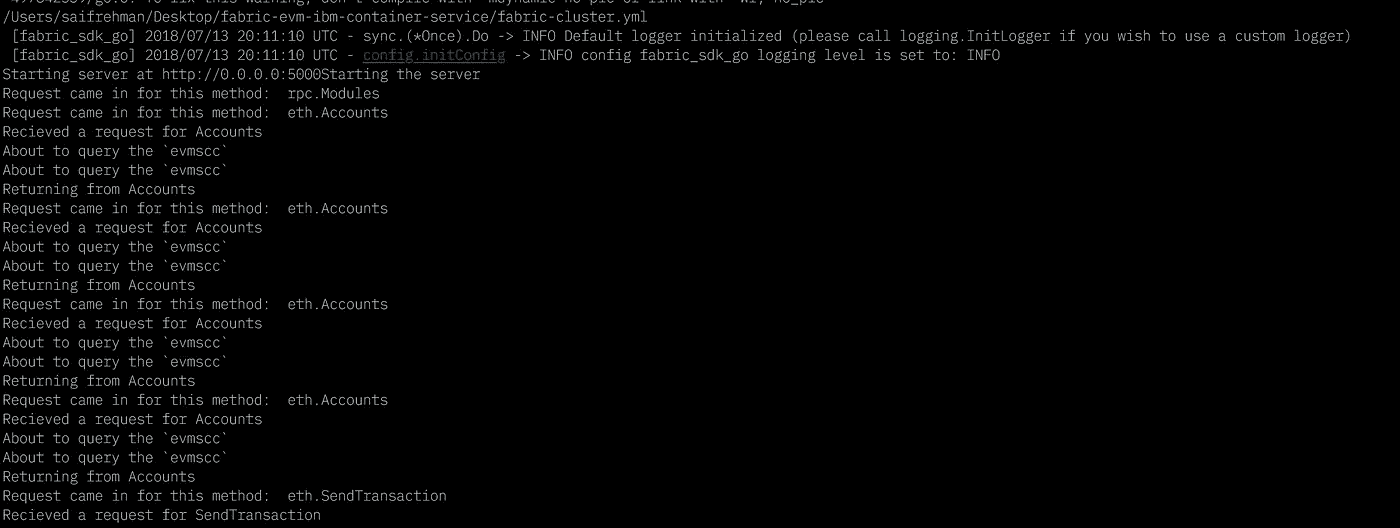 /Users/saifrehman/Desktop/fabric-evm-ibm-container-service/fabric-cluster.yml
[fabric_sdk_go] 2018/07/13 20:11:10 UTC - sync.(*Once).Do -> INFO Default logger initialized (please call logging.InitLogger if you wish to use a custom logger)
[fabric_sdk_go] 2018/07/13 20:11:10 UTC - config.initConfig -> INFO config fabric_sdk_go logging level is set to: INFO
Starting server at http://0.0.0.0:5000Starting the server
Request came in for this method:  rpc.Modules
Request came in for this method:  eth.Accounts
Recieved a request for Accounts
About to query the `evmscc`
About to query the `evmscc`
Returning from Accounts
Request came in for this method:  eth.Accounts
Recieved a request for Accounts
About to query the `evmscc`
About to query the `evmscc`
Returning from Accounts
Request came in for this method:  eth.Accounts
Recieved a request for Accounts
About to query the `evmscc`
About to query the `evmscc`
Returning from Accounts
Request came in for this method:  eth.Accounts
Recieved a request for Accounts
About to query the `evmscc`
About to query the `evmscc`
Returning from Accounts
Request came in for this method:  eth.SendTransaction
Recieved a request for SendTransaction